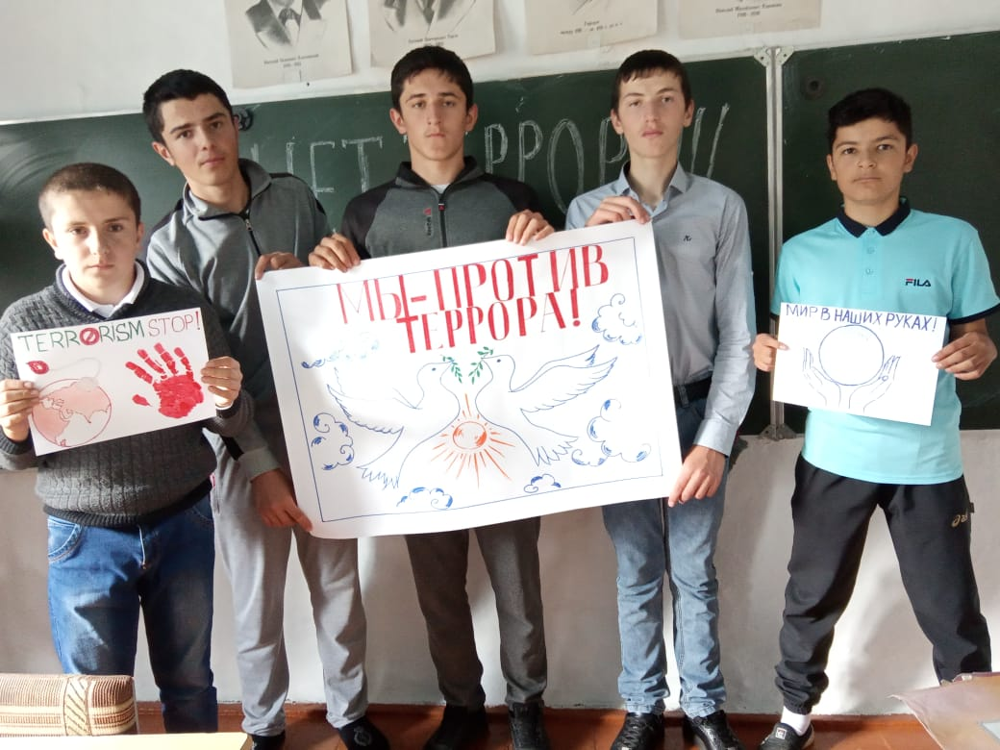 НЕТ ТЕРРОРУ
TERRORISM STOP!
МЫ-ПРОТИВ
ТЕРРОРА!
МИР В НАШИХ РУКАХ!
FILA